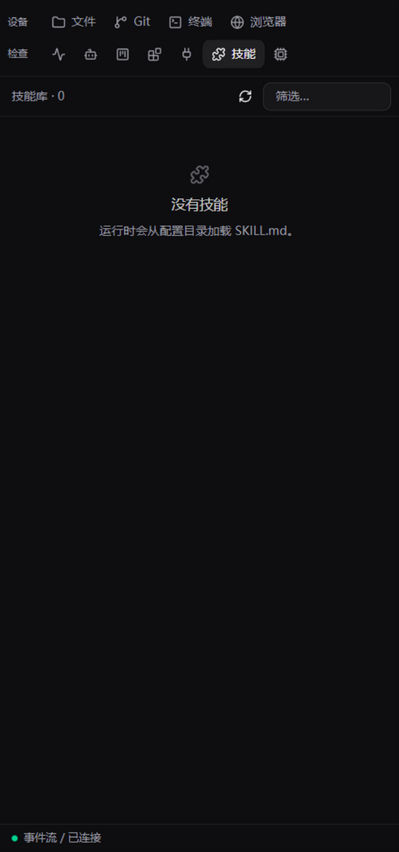 设备 文件 Git 终端 浏览器
检查 技能
技能库 · 0 筛选...
没有技能
运行时会从配置目录加载 SKILL.md。
事件流 / 已连接